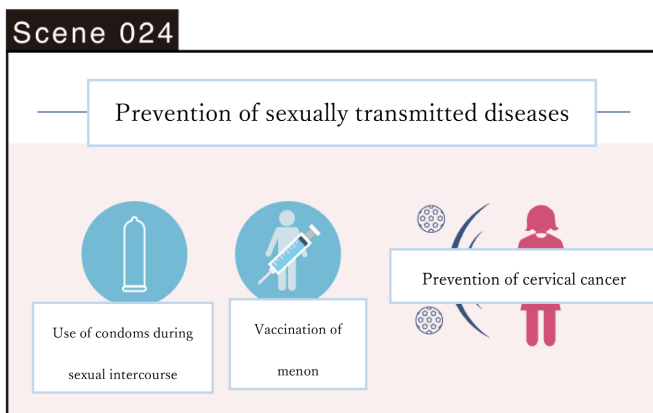 Scene 024
Prevention of sexually transmitted diseases
Prevention of cervical cancer
Use of condoms during
sexual intercourse
Vaccination of
menon